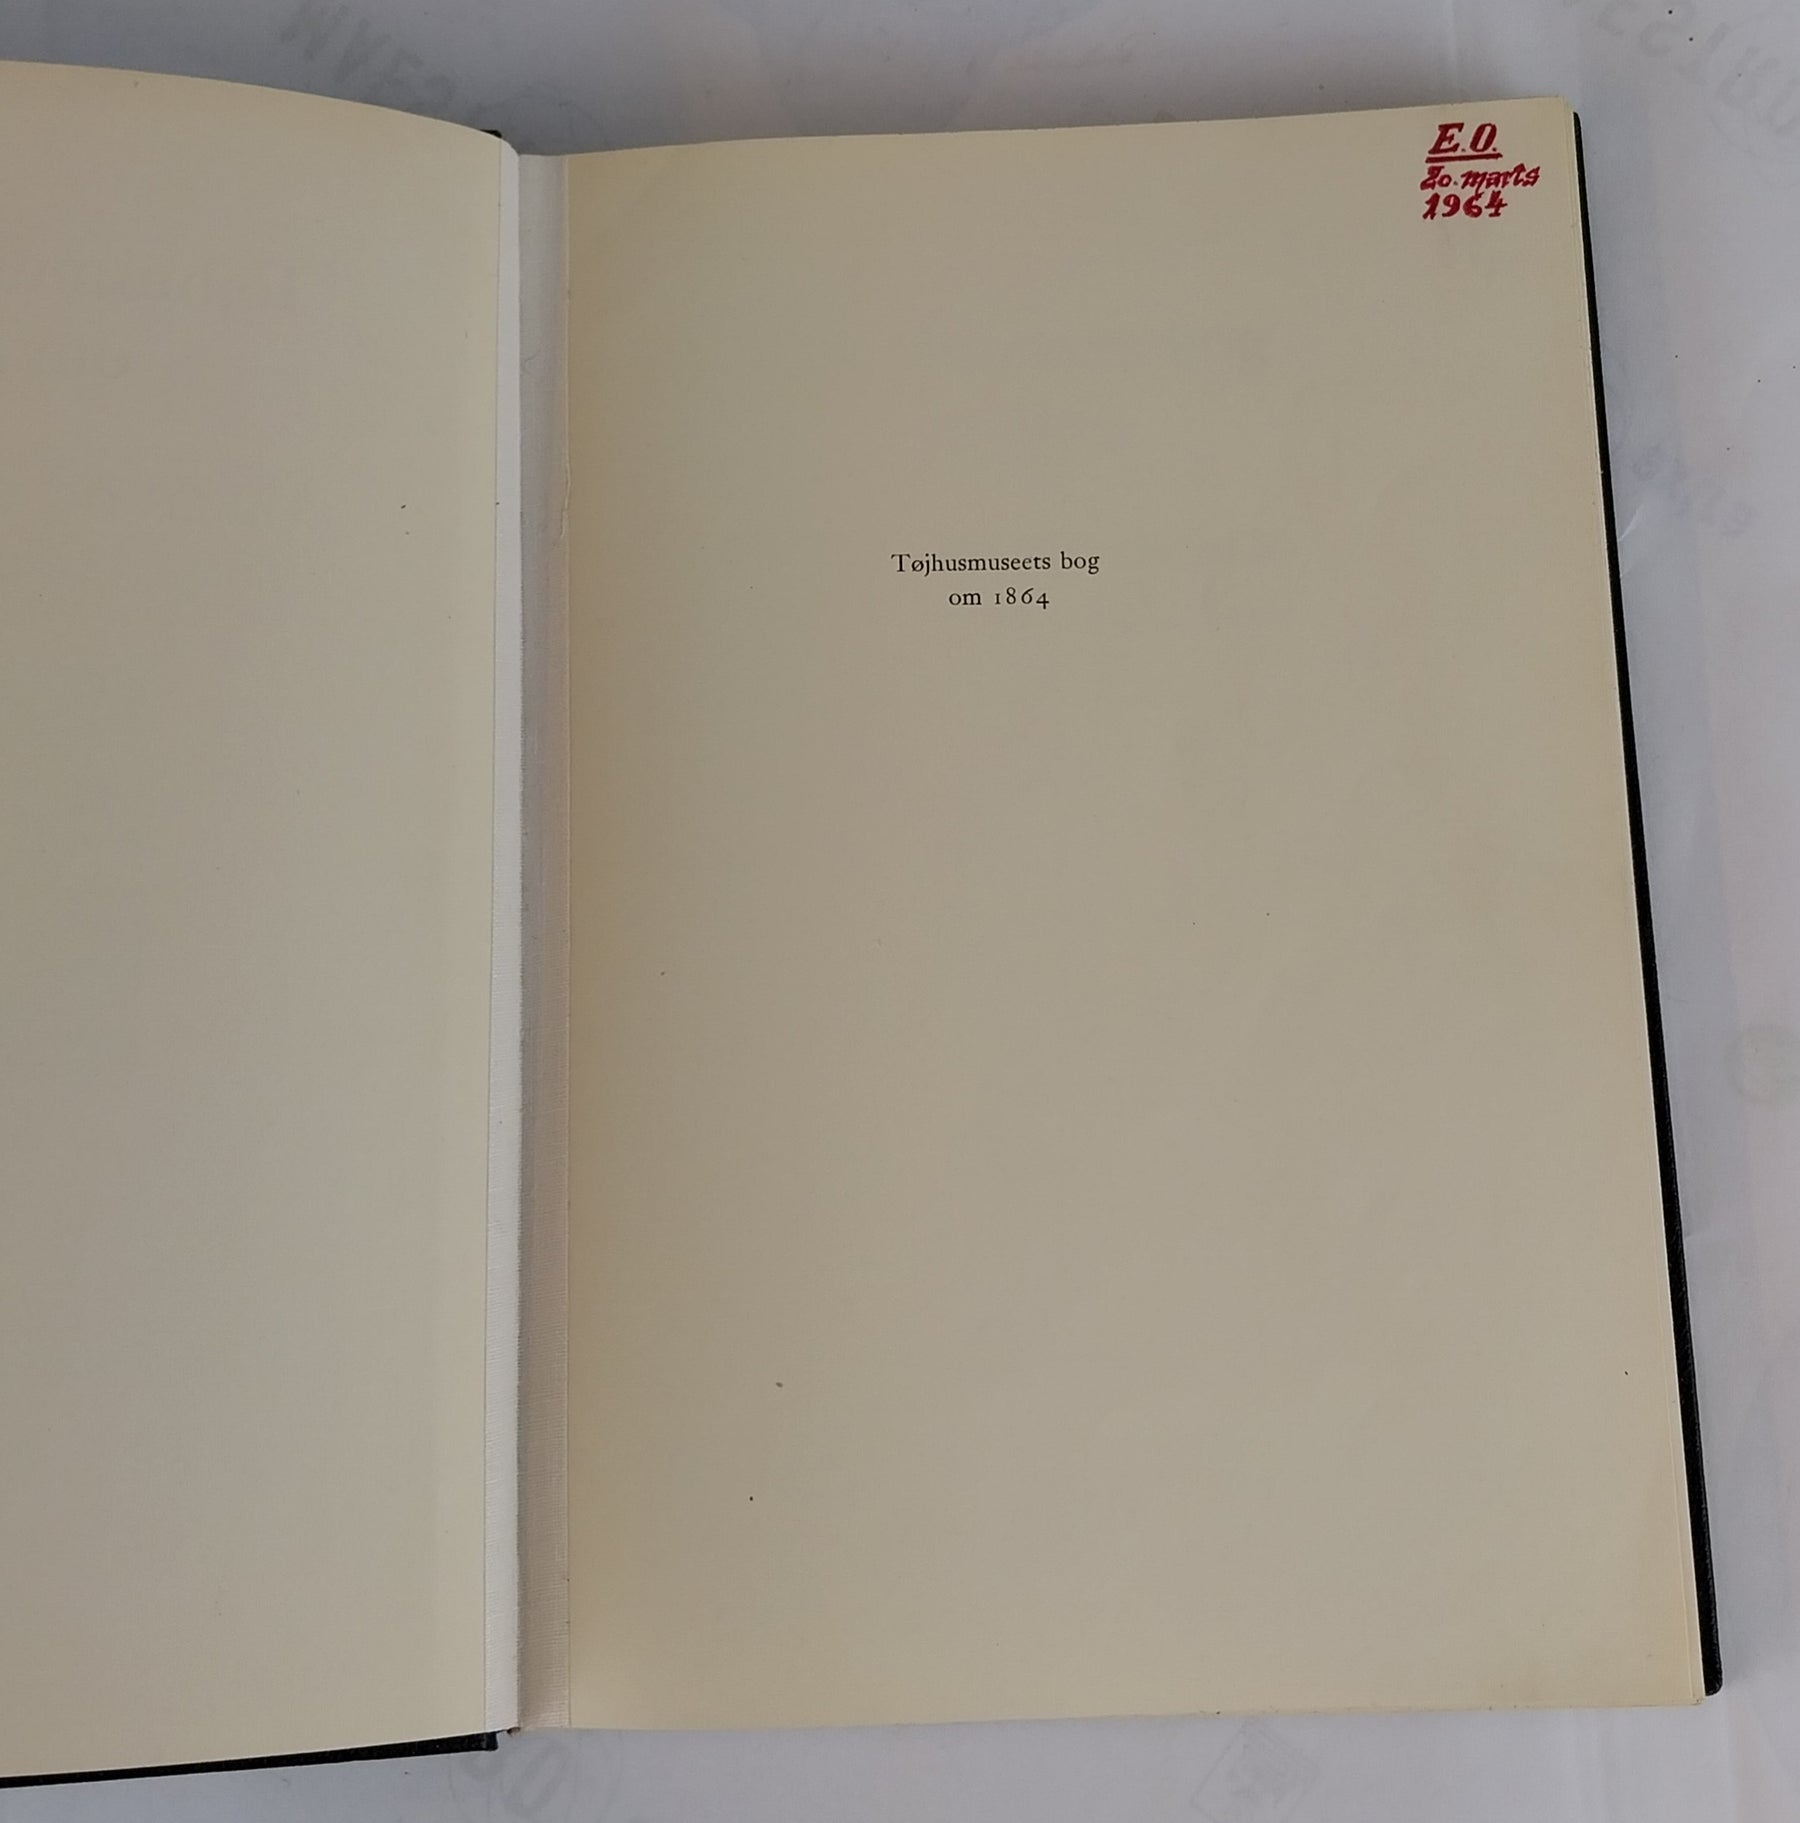 E.O.
20. marts
1964
Tøjhusmuseets bog
om 1864